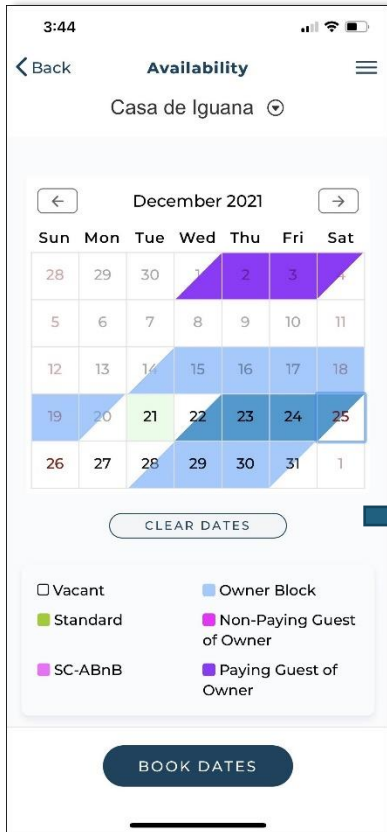 3:44
Back Availability
Casa de Iguana
December 2021
Sun Mon Tue Wed Thu Fri Sat
28 29 30 1 2 3 4
5 6 7 8 9 10 11
12 13 14 15 16 17 18
19 20 21 22 23 24 25
26 27 28 29 30 31 1
CLEAR DATES
Vacant Owner Block
Standard Non-Paying Guest
of Owner
SC-ABnB Paying Guest of
Owner
BOOK DATES